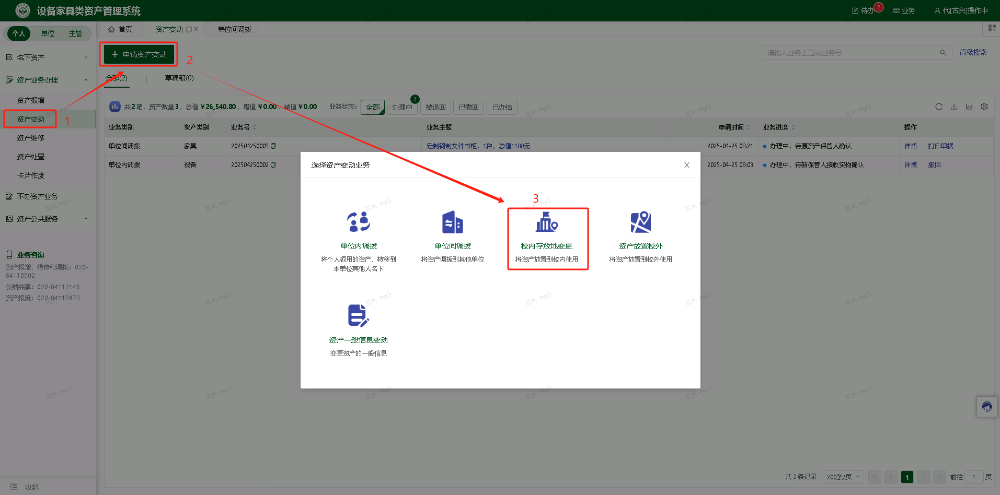 设备家具类资产管理系统
待办 2
业务
代[古兴]操作中
个人 单位 主管
首页
资产变动
单位间调拨
名下资产
资产业务办理
资产报增
资产变动
1
资产维修
资产处置
卡片作废
不办资产业务
资产公共服务
业务咨询
资产报增、维修和调拨：020-
84110902
仪器共享：020-84112146
资产报废：020-84112478
收起
+ 申请资产变动
2
请输入业务主题或业务号
高级搜索
全部(2)
草稿箱(0)
共2笔，资产数量3，总值¥26,540.80，增值¥0.00，减值¥0.00
业务状态：
全部
办理中 2
被退回
已撤回
已办结
业务类别 资产类别 业务号 业务主题 申请时间 业务进度 操作
单位间调拨 家具 202504250003 定制钢制文件书柜，1种，总值1180元 2025-04-25 08:21 办理中，待原资产保管人确认 详情 打印单据
单位内调拨 设备 202504250002 2025-04-25 08:03 办理中，待新保管人接收实物确认 详情 撤回
选择资产变动业务
3
单位内调拨
将个人领用的资产，转移到
本单位其他人名下
单位间调拨
将资产调拨到其他单位
校内存放地变更
将资产放置到校内使用
资产放置校外
将资产放置到校外使用
资产一般信息变动
变更资产的一般信息
共 2 条记录
200条/页
1
前往 1 页
古兴 ing3